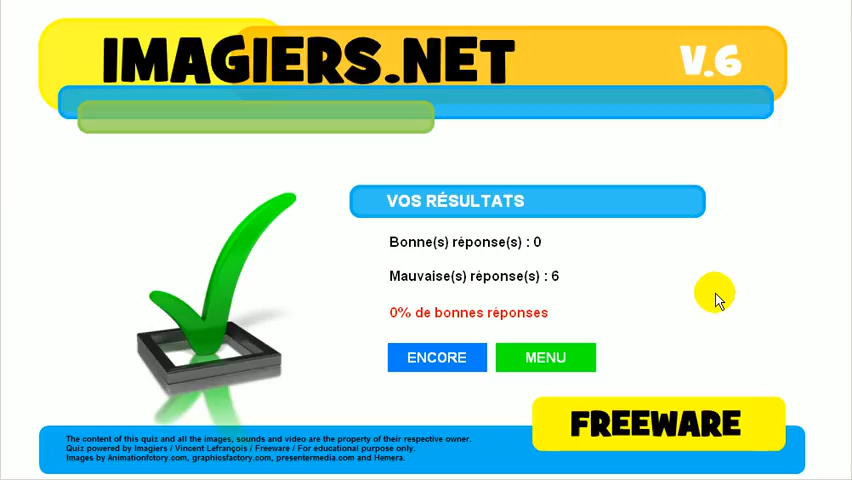 IMAGIERS.NET
V.6
VOS RÉSULTATS
Bonne(s) réponse(s) : 0
Mauvaise(s) réponse(s) : 6
0% de bonnes réponses
ENCORE
MENU
FREEWARE
The content of this quiz and all the images, sounds and video are the property of their respective owner.
Quiz powered by Imagiers / Vincent Lefrançois / Freeware / For educational purpose only.
Images by Animationfctory.com, graphicsfactory.com, presentermedia.com and Hemera.